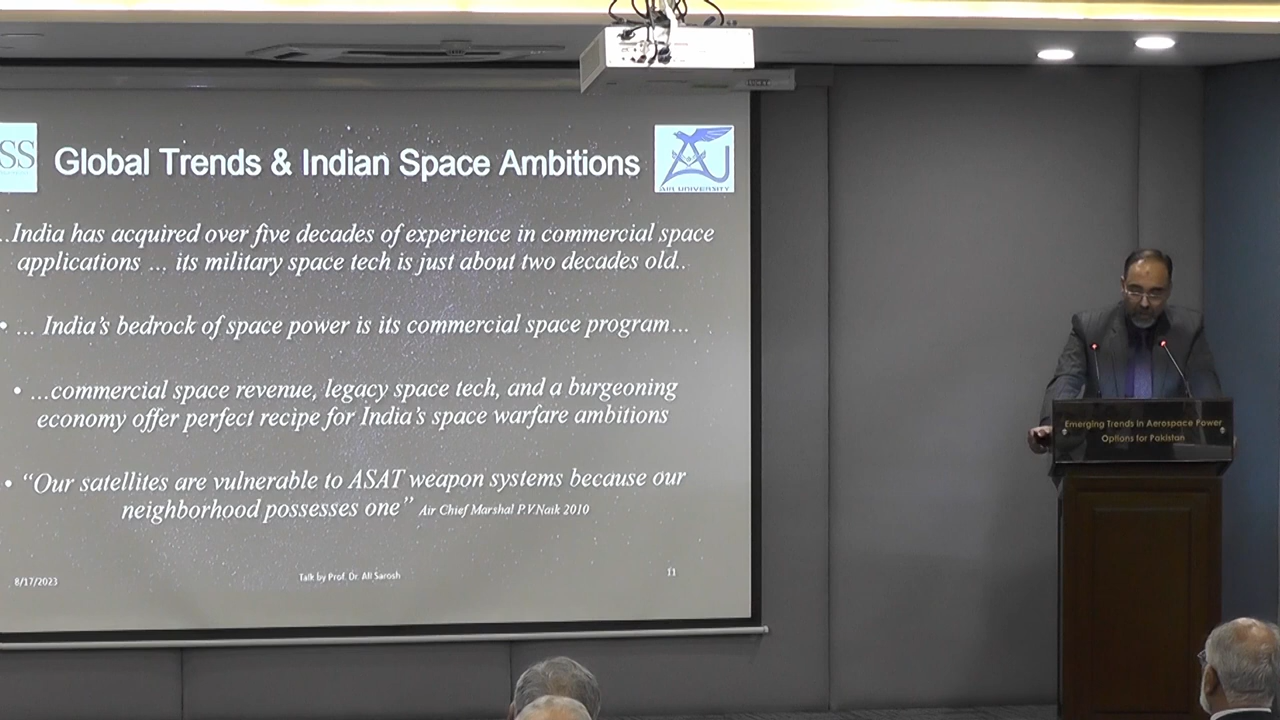 SS
Global Trends & Indian Space Ambitions
AIR UNIVERSITY
..India has acquired over five decades of experience in commercial space
applications ... its military space tech is just about two decades old..
• ... India's bedrock of space power is its commercial space program...
• ...commercial space revenue, legacy space tech, and a burgeoning
economy offer perfect recipe for India's space warfare ambitions
• “Our satellites are vulnerable to ASAT weapon systems because our
neighborhood possesses one” Air Chief Marshal P.V.Naik 2010
8/17/2023
Talk by Prof. Dr. Ali Sarosh
11
Emerging Trends in Aerospace Power
Options for Pakistan